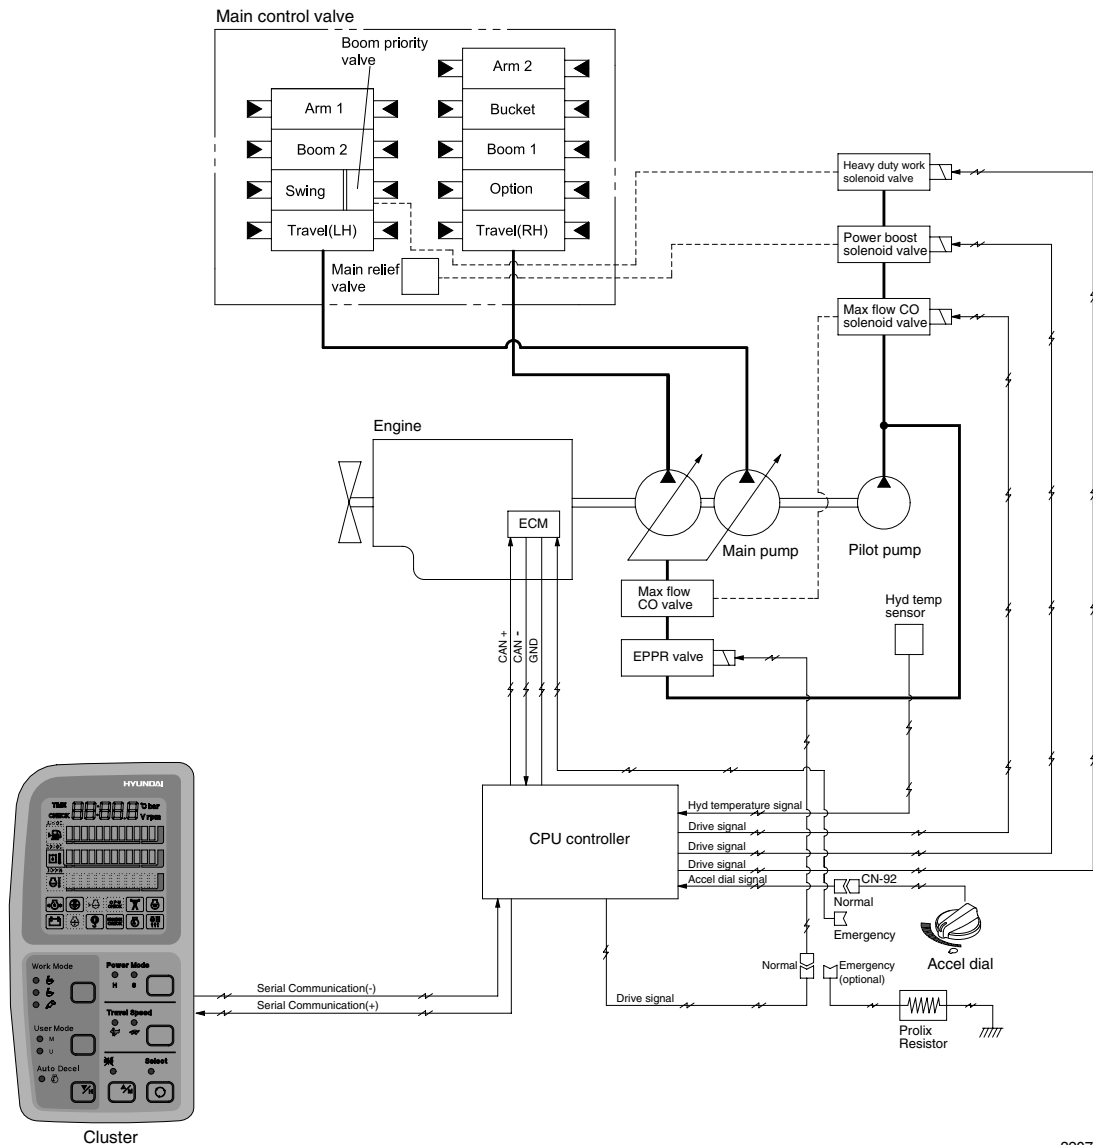 Main control valve
Boom priority
valve
Arm 2
Arm 1
Bucket
Boom 2
Boom 1
Swing
Option
Travel(LH)
Travel(RH)
Main relief
valve
Heavy duty work
solenoid valve
Power boost
solenoid valve
Max flow CO
solenoid valve
Engine
ECM
Main pump
Pilot pump
Max flow
CO valve
Hyd temp
sensor
EPPR valve
CAN +
CAN -
GND
CPU controller
Hyd temperature signal
Drive signal
Drive signal
Drive signal
Accel dial signal
CN-92
Normal
Emergency
Accel dial
Normal
Emergency
(optional)
Drive signal
Prolix
Resistor
Serial Communication(-)
Serial Communication(+)
HYUNDAI
TIME
CHECK
°C bar
V rpm
Work Mode
Power Mode
H
S
Travel Speed
User Mode
M
U
Auto Decel
Select
Cluster